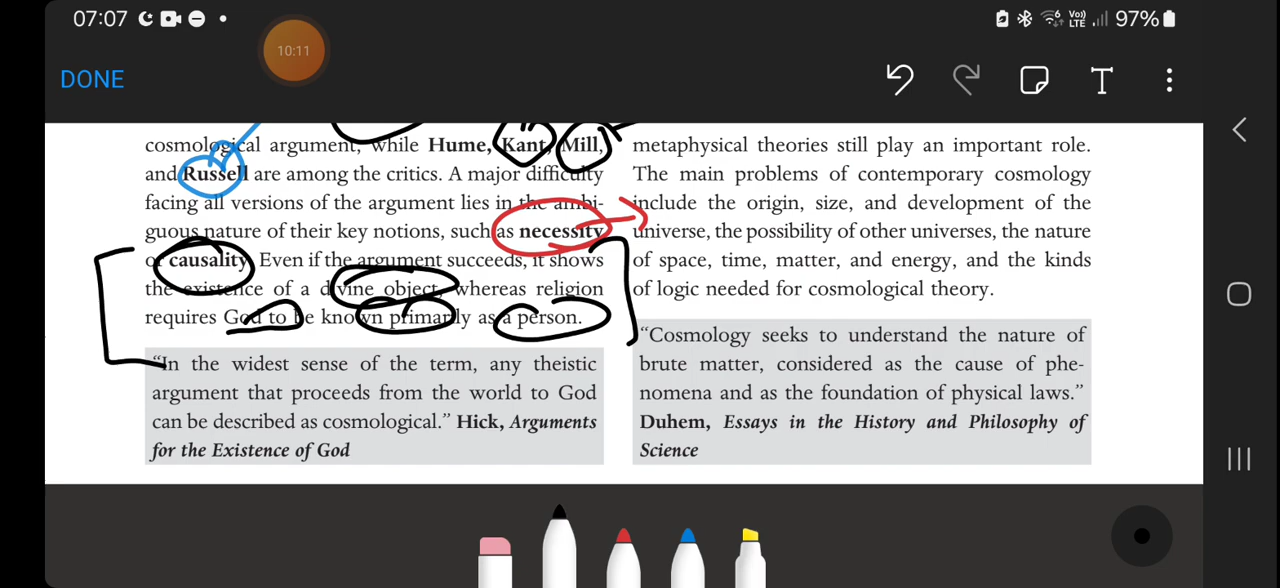 07:07
Vo)) LTE 97%
10:11
DONE
T
cosmological argument, while Hume, Kant, Mill,
and Russell are among the critics. A major difficulty
facing all versions of the argument lies in the ambi-
guous nature of their key notions, such as necessity
or causality. Even if the argument succeeds, it shows
the existence of a divine object, whereas religion
requires God to be known primarily as a person.
“In the widest sense of the term, any theistic
argument that proceeds from the world to God
can be described as cosmological.” Hick, Arguments
for the Existence of God
metaphysical theories still play an important role.
The main problems of contemporary cosmology
include the origin, size, and development of the
universe, the possibility of other universes, the nature
of space, time, matter, and energy, and the kinds
of logic needed for cosmological theory.
“Cosmology seeks to understand the nature of
brute matter, considered as the cause of phe-
nomena and as the foundation of physical laws.”
Duhem, Essays in the History and Philosophy of
Science